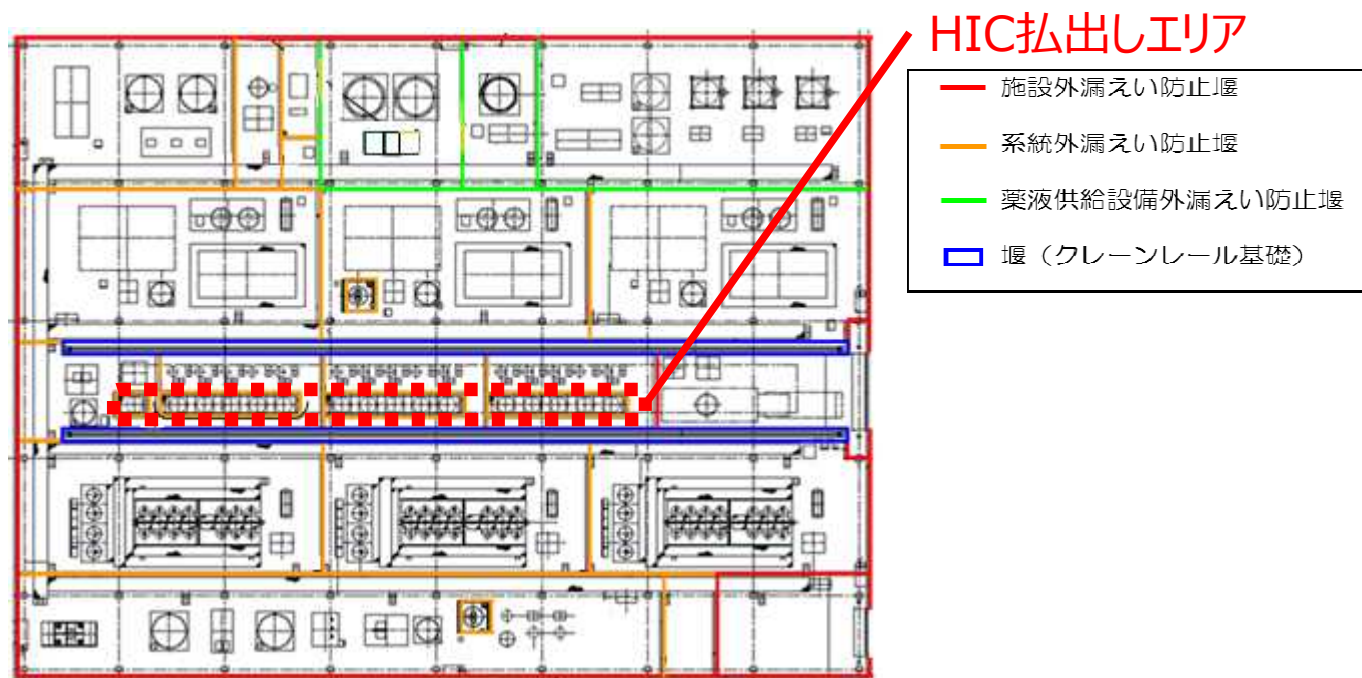 HIC払出しエリア
施設外漏えい防止堰
系統外漏えい防止堰
薬液供給設備外漏えい防止堰
堰（クレーンレール基礎）